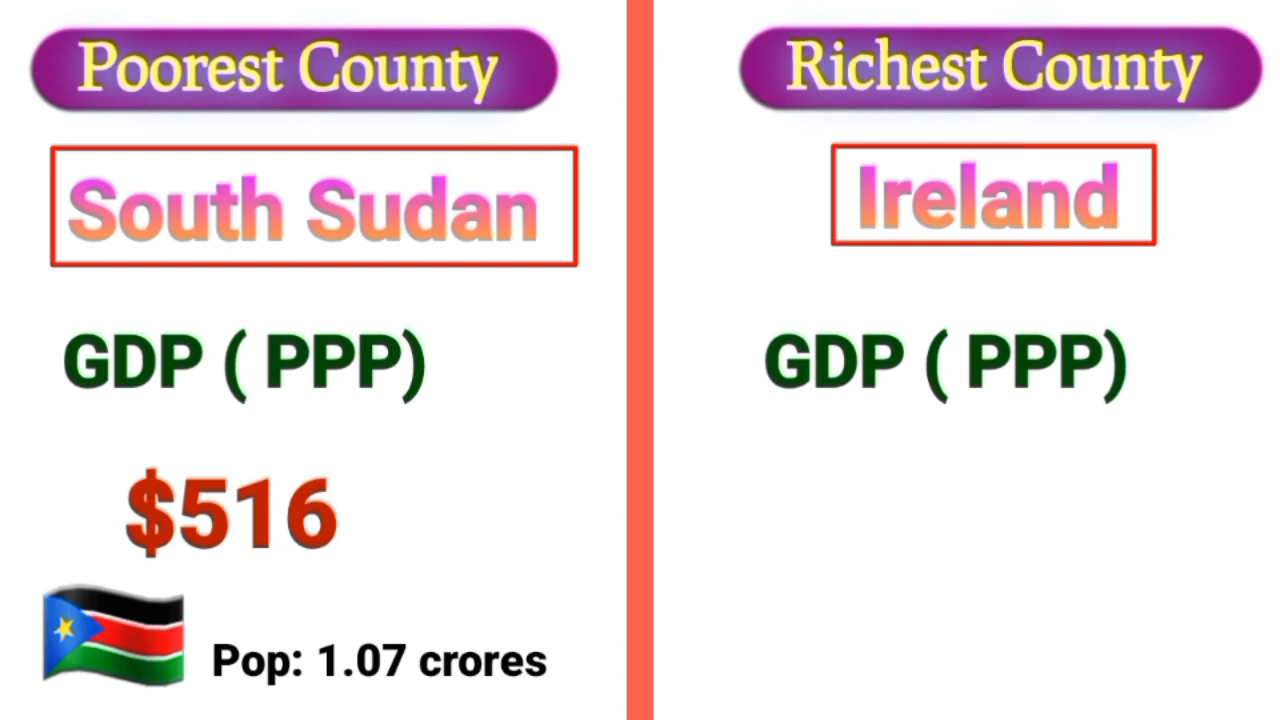 Poorest County
South Sudan
GDP ( PPP)
$516
Pop: 1.07 crores
Richest County
Ireland
GDP ( PPP)